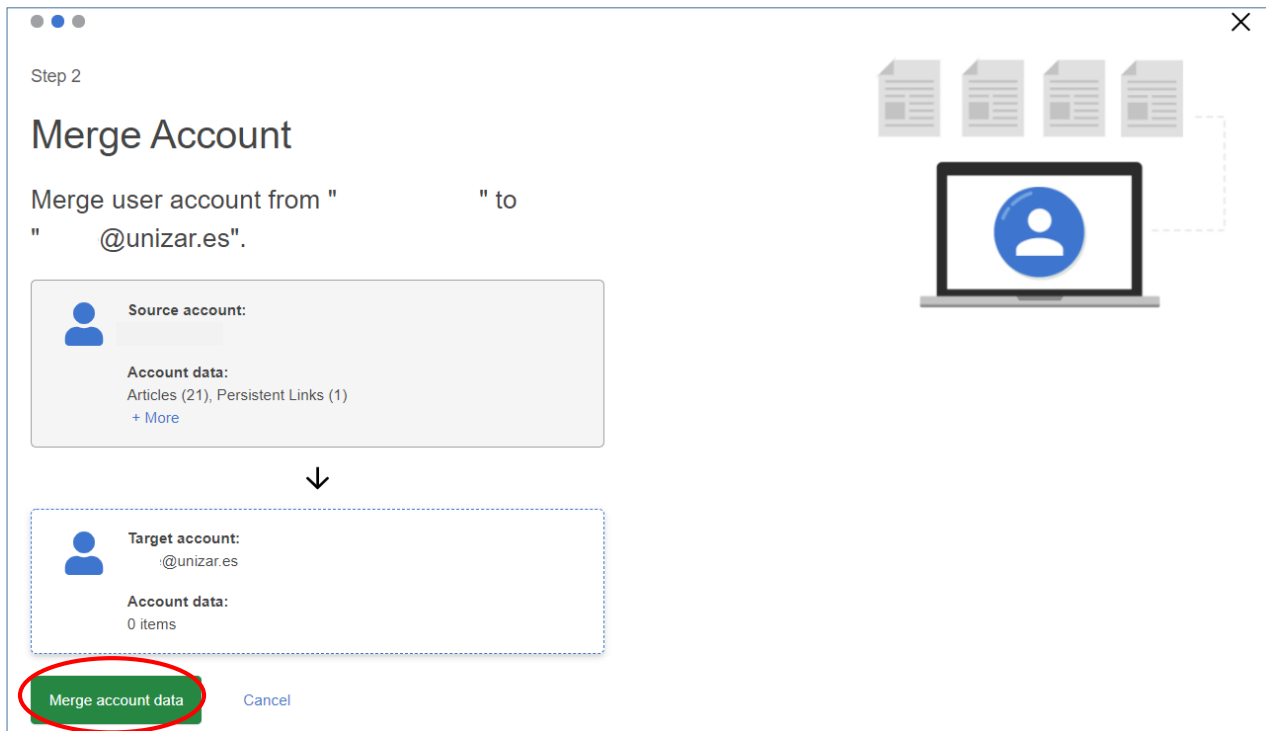 Step 2
Merge Account
Merge user account from " " to
" @unizar.es".
Source account:
Account data:
Articles (21), Persistent Links (1)
+ More
Target account:
@unizar.es
Account data:
0 items
Merge account data
Cancel